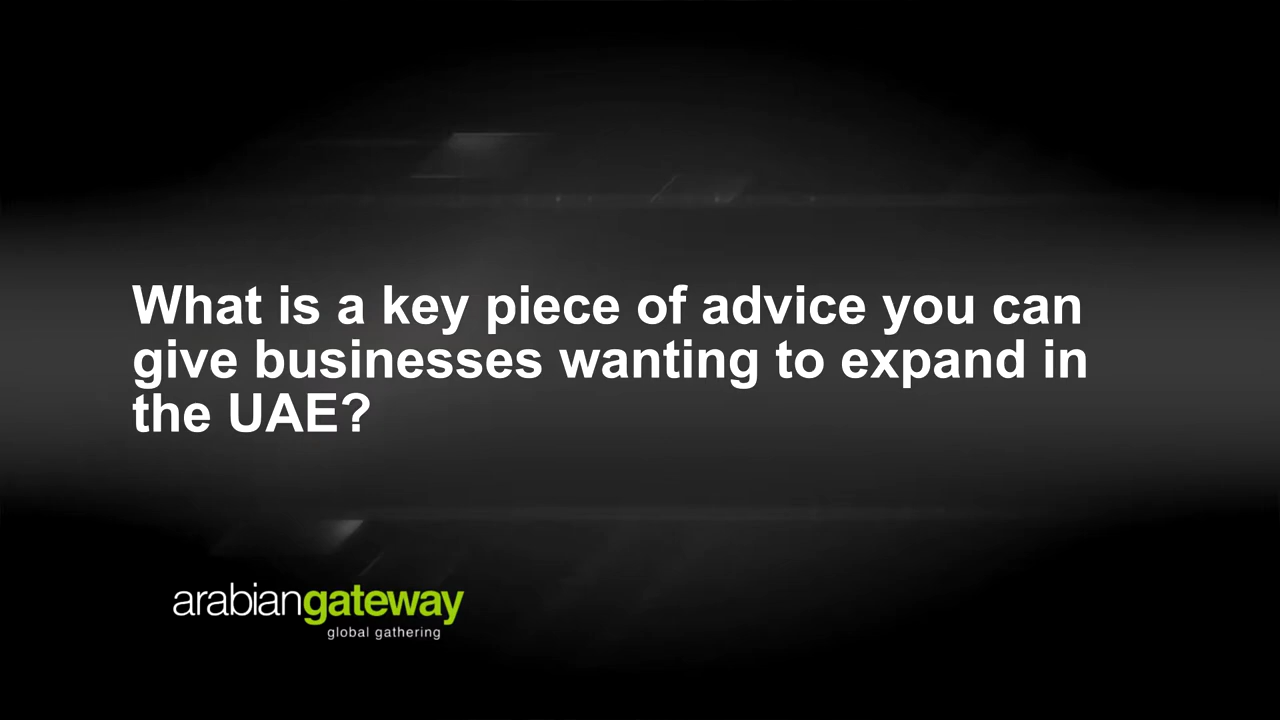 What is a key piece of advice you can
give businesses wanting to expand in
the UAE?
arabiangateway
global gathering